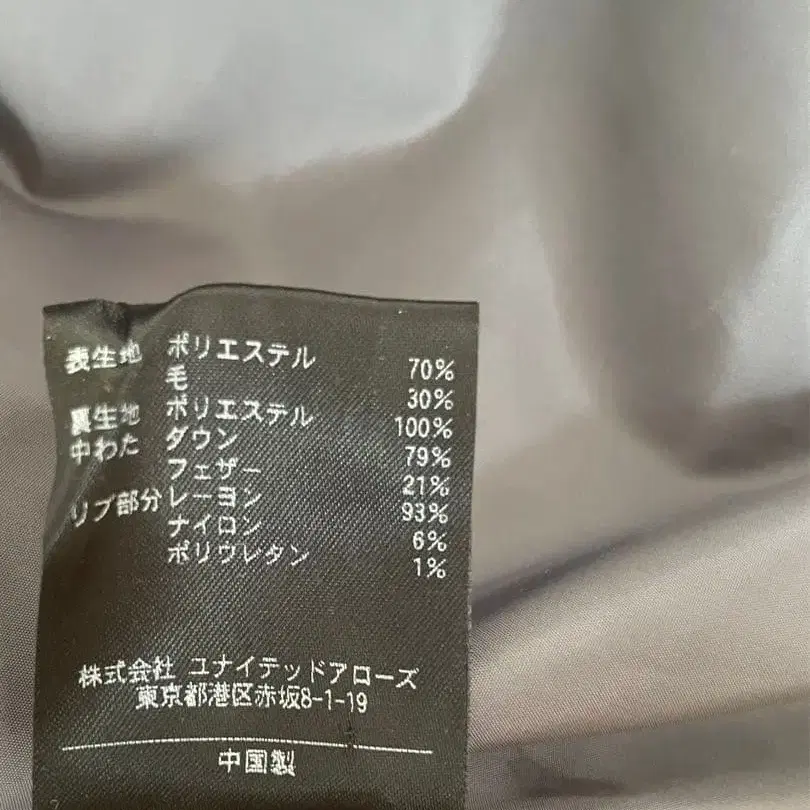 表生地 ポリエステル 70%
毛 30%
裏生地 ポリエステル 100%
中わた ダウン 79%
フェザー 21%
リブ部分 レーヨン 93%
ナイロン 6%
ポリウレタン 1%
株式会社 ユナイテッドアローズ
東京都港区赤坂8-1-19
中国製